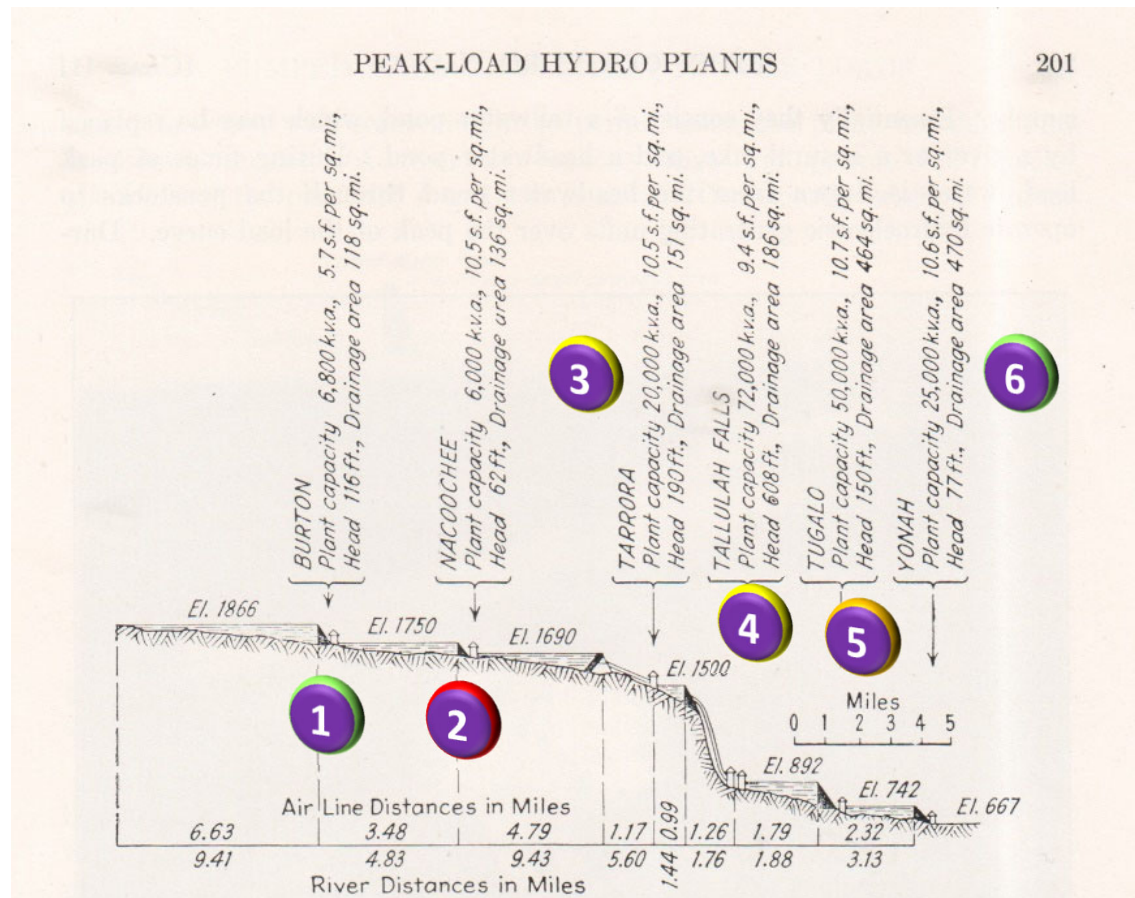 PEAK-LOAD HYDRO PLANTS
201
BURTON
Plant capacity 6,800 k.v.a., 5.7 s.f. per sq.mi.,
Head 116 ft., Drainage area 118 sq.mi.
NACOOCHEE
Plant capacity 6,000 k.v.a., 10.5 s.f. per sq.mi.,
Head 62 ft., Drainage area 136 sq.mi.
TARPRORA
Plant capacity 20,000 k.v.a., 10.5 s.f. per sq.mi.,
Head 190 ft., Drainage area 151 sq.mi.
TALLULAH FALLS
Plant capacity 72,000 k.v.a., 9.4 s.f. per sq.mi.,
Head 608 ft., Drainage area 186 sq.mi.
TUGALO
Plant capacity 50,000 k.v.a., 10.7 s.f. per sq.mi.,
Head 150 ft., Drainage area 464 sq.mi.
YONAH
Plant capacity 25,000 k.v.a., 10.6 s.f. per sq.mi.,
Head 77 ft., Drainage area 470 sq.mi.
3
6
El. 1866
El. 1750
El. 1690
El. 1500
4
5
1
2
Miles
0 1 2 3 4 5
El. 892
El. 742
El. 667
Air Line Distances in Miles
6.63 3.48 4.79 1.17 0.99 1.26 1.79 2.32
9.41 4.83 9.43 5.60 1.44 1.76 1.88 3.13
River Distances in Miles